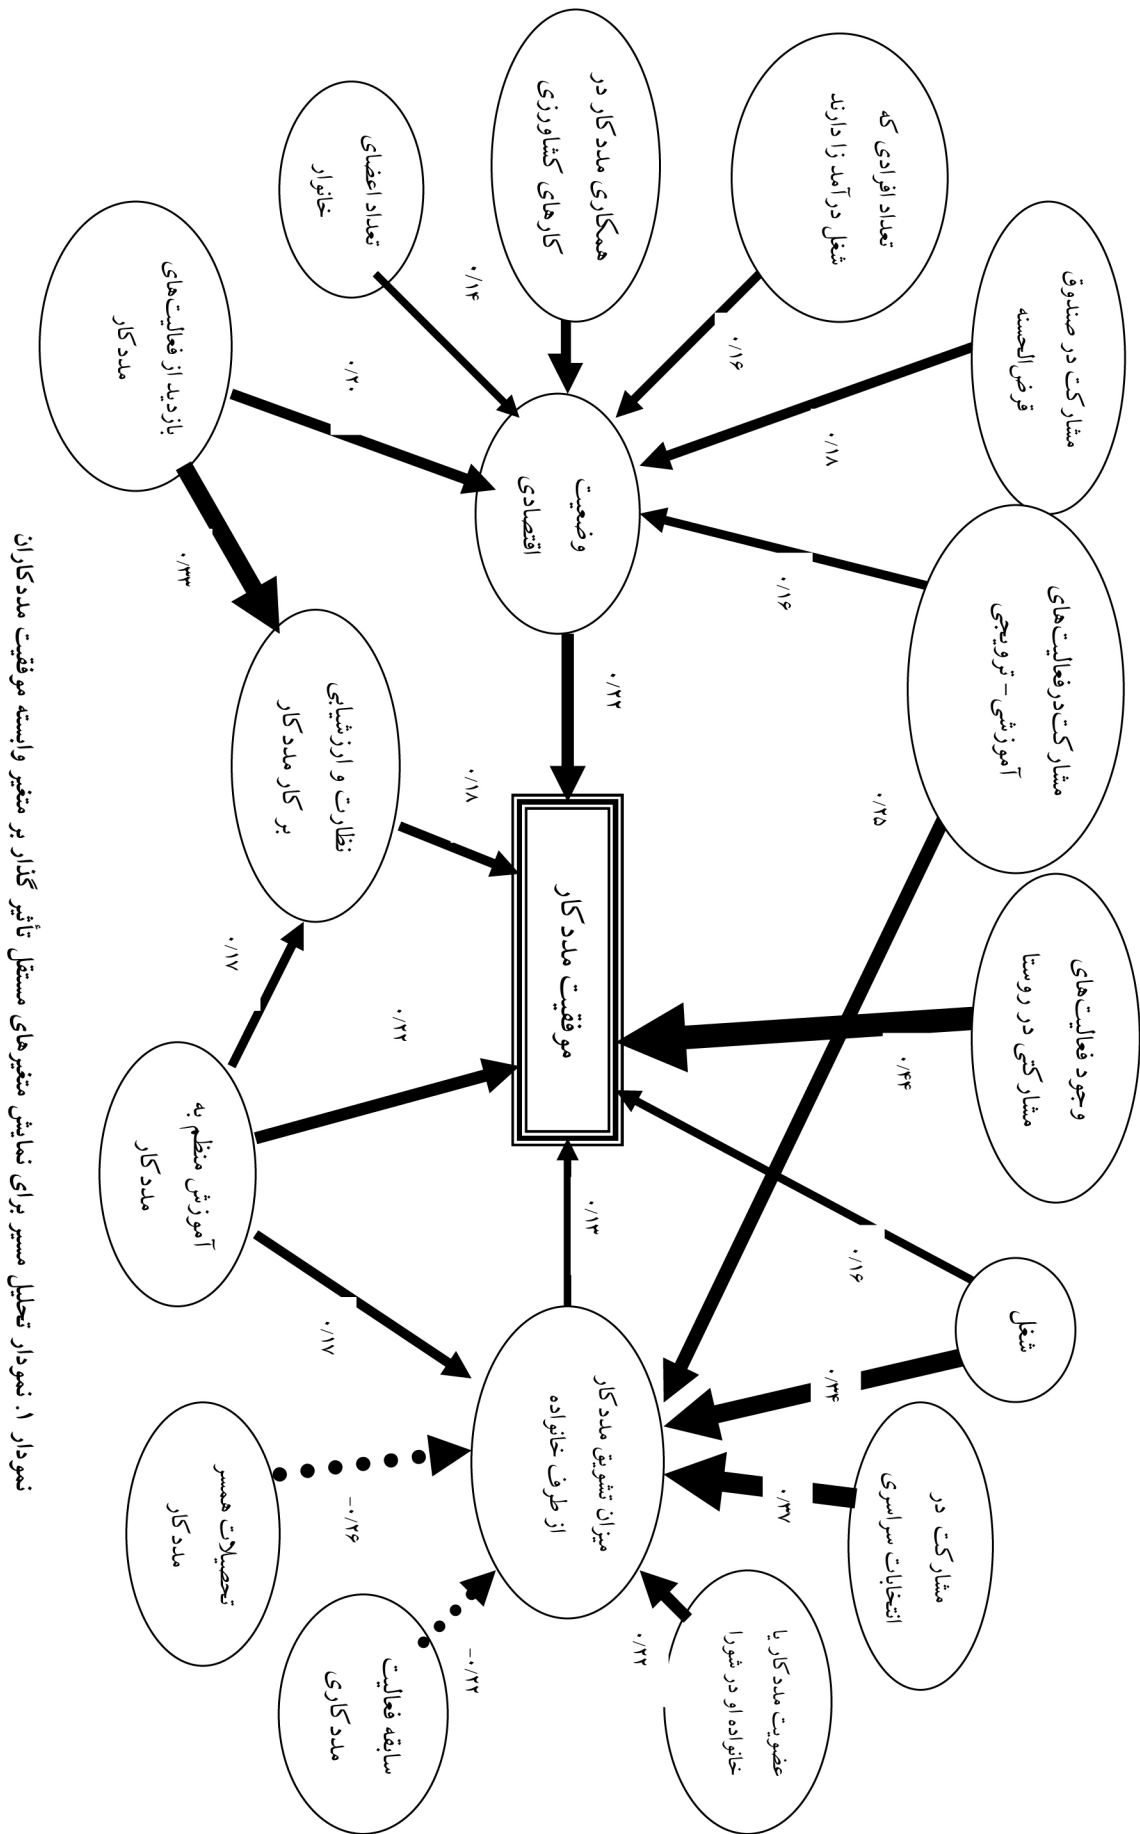 تعداد افرادی که
شغل درآمد زا دارند
همکاری مددکار در
کارهای کشاورزی
تعداد اعضای
خانوار
بازدید از فعالیت‌های
مددکار
مشارکت در صندوق
قرض‌الحسنه
مشارکت‌در‌فعالیت‌های
آموزشی - ترویجی
وضعیت
اقتصادی
نظارت و ارزشیابی
بر کار مددکار
وجود فعالیت‌های
مشارکتی در روستا
موفقیت مددکار
آموزش منظم به
مددکار
شغل
میزان تشویق مددکار
از طرف خانواده
مشارکت در
انتخابات سراسری
عضویت مددکار یا
خانواده او در شورا
تحصیلات همسر
مددکار
سابقه فعالیت
مددکاری
۰/۱۶
۰/۱۴
۰/۲۰
۰/۳۳
۰/۱۸
۰/۱۶
۰/۲۲
۰/۱۸
۰/۲۵
۰/۴۴
۰/۲۲
۰/۱۷
۰/۱۶
۰/۱۳
۰/۱۷
۰/۳۴
۰/۳۷
۰/۲۲
-۰/۲۶
-۰/۲۲
نمودار ۱. نمودار تحلیل مسیر برای نمایش متغیرهای مستقل تأثیر گذار بر متغیر وابسته موفقیت مددکاران